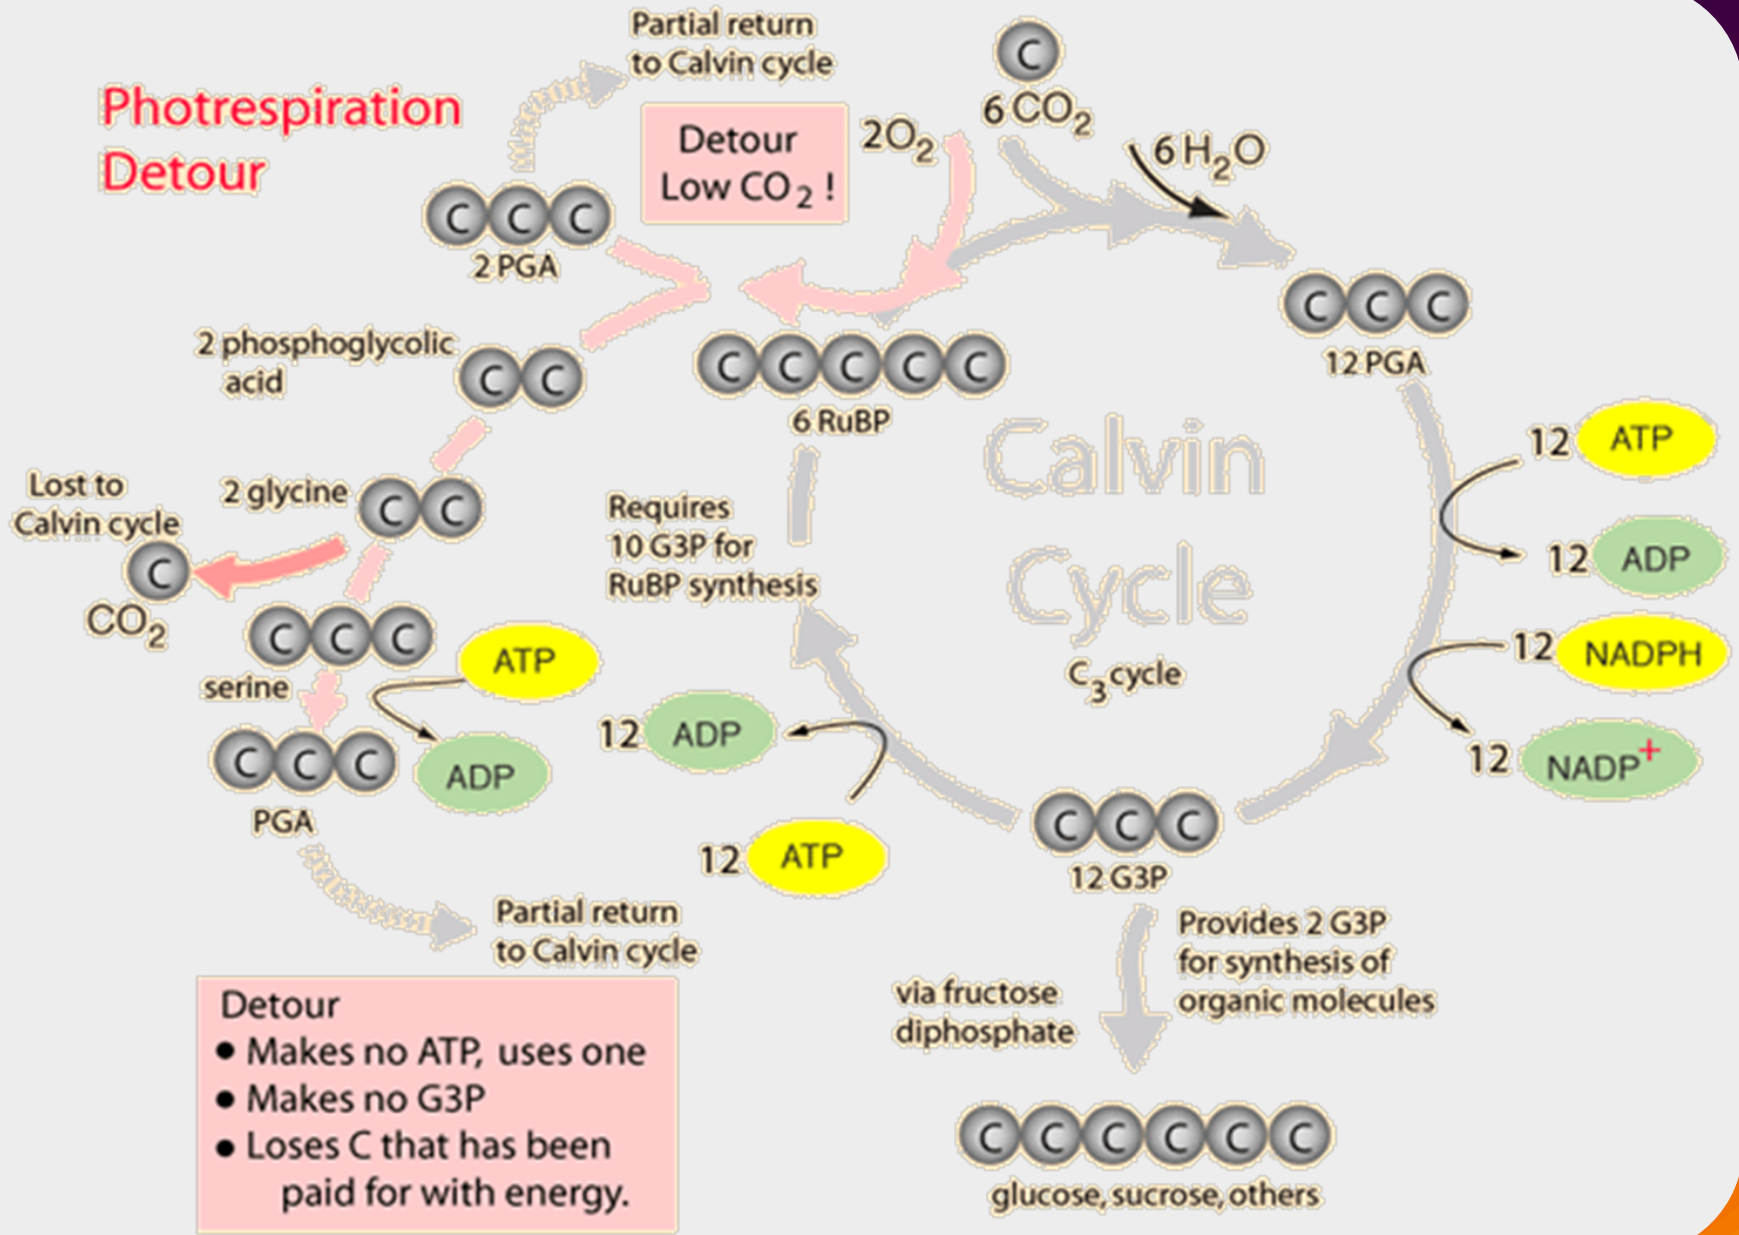 Photrespiration
Detour
Partial return
to Calvin cycle
Detour
Low CO2 !
2O2
C
6 CO2
6 H2O
C C C
2 PGA
C C C
12 PGA
2 phosphoglycolic
acid
C C
C C C C C
6 RuBP
Calvin
Cycle
C3 cycle
12 ATP
12 ADP
12 NADPH
12 NADP+
Lost to
Calvin cycle
2 glycine
C C
C
CO2
Requires
10 G3P for
RuBP synthesis
C C C
serine
ATP
ADP
C C C
PGA
12 ADP
12 ATP
C C C
12 G3P
Partial return
to Calvin cycle
Provides 2 G3P
for synthesis of
organic molecules
via fructose
diphosphate
C C C C C C
glucose, sucrose, others
Detour
● Makes no ATP, uses one
● Makes no G3P
● Loses C that has been
paid for with energy.